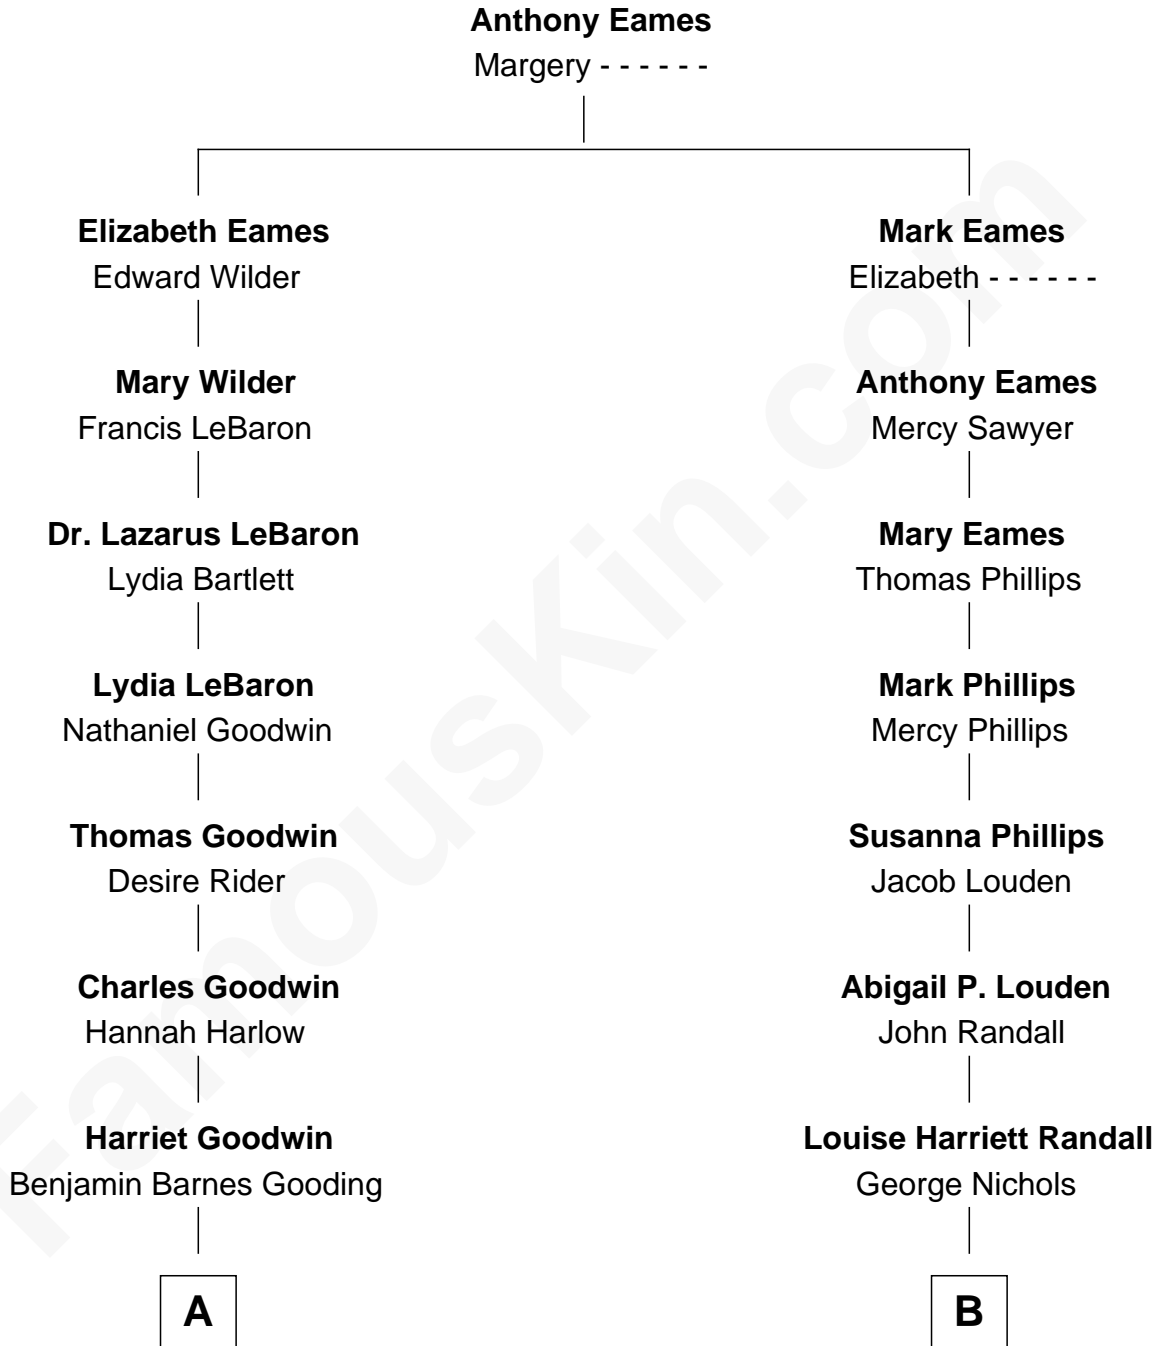 Anthony Eames
Margery - - - - - -
Elizabeth Eames
Edward Wilder
Mark Eames
Elizabeth - - - - - -
Mary Wilder
Francis LeBaron
Anthony Eames
Mercy Sawyer
Dr. Lazarus LeBaron
Lydia Bartlett
Mary Eames
Thomas Phillips
Lydia LeBaron
Nathaniel Goodwin
Mark Phillips
Mercy Phillips
Thomas Goodwin
Desire Rider
Susanna Phillips
Jacob Louden
Charles Goodwin
Hannah Harlow
Abigail P. Louden
John Randall
Harriet Goodwin
Benjamin Barnes Gooding
Louise Harriett Randall
George Nichols
A
B
FamousKin.com